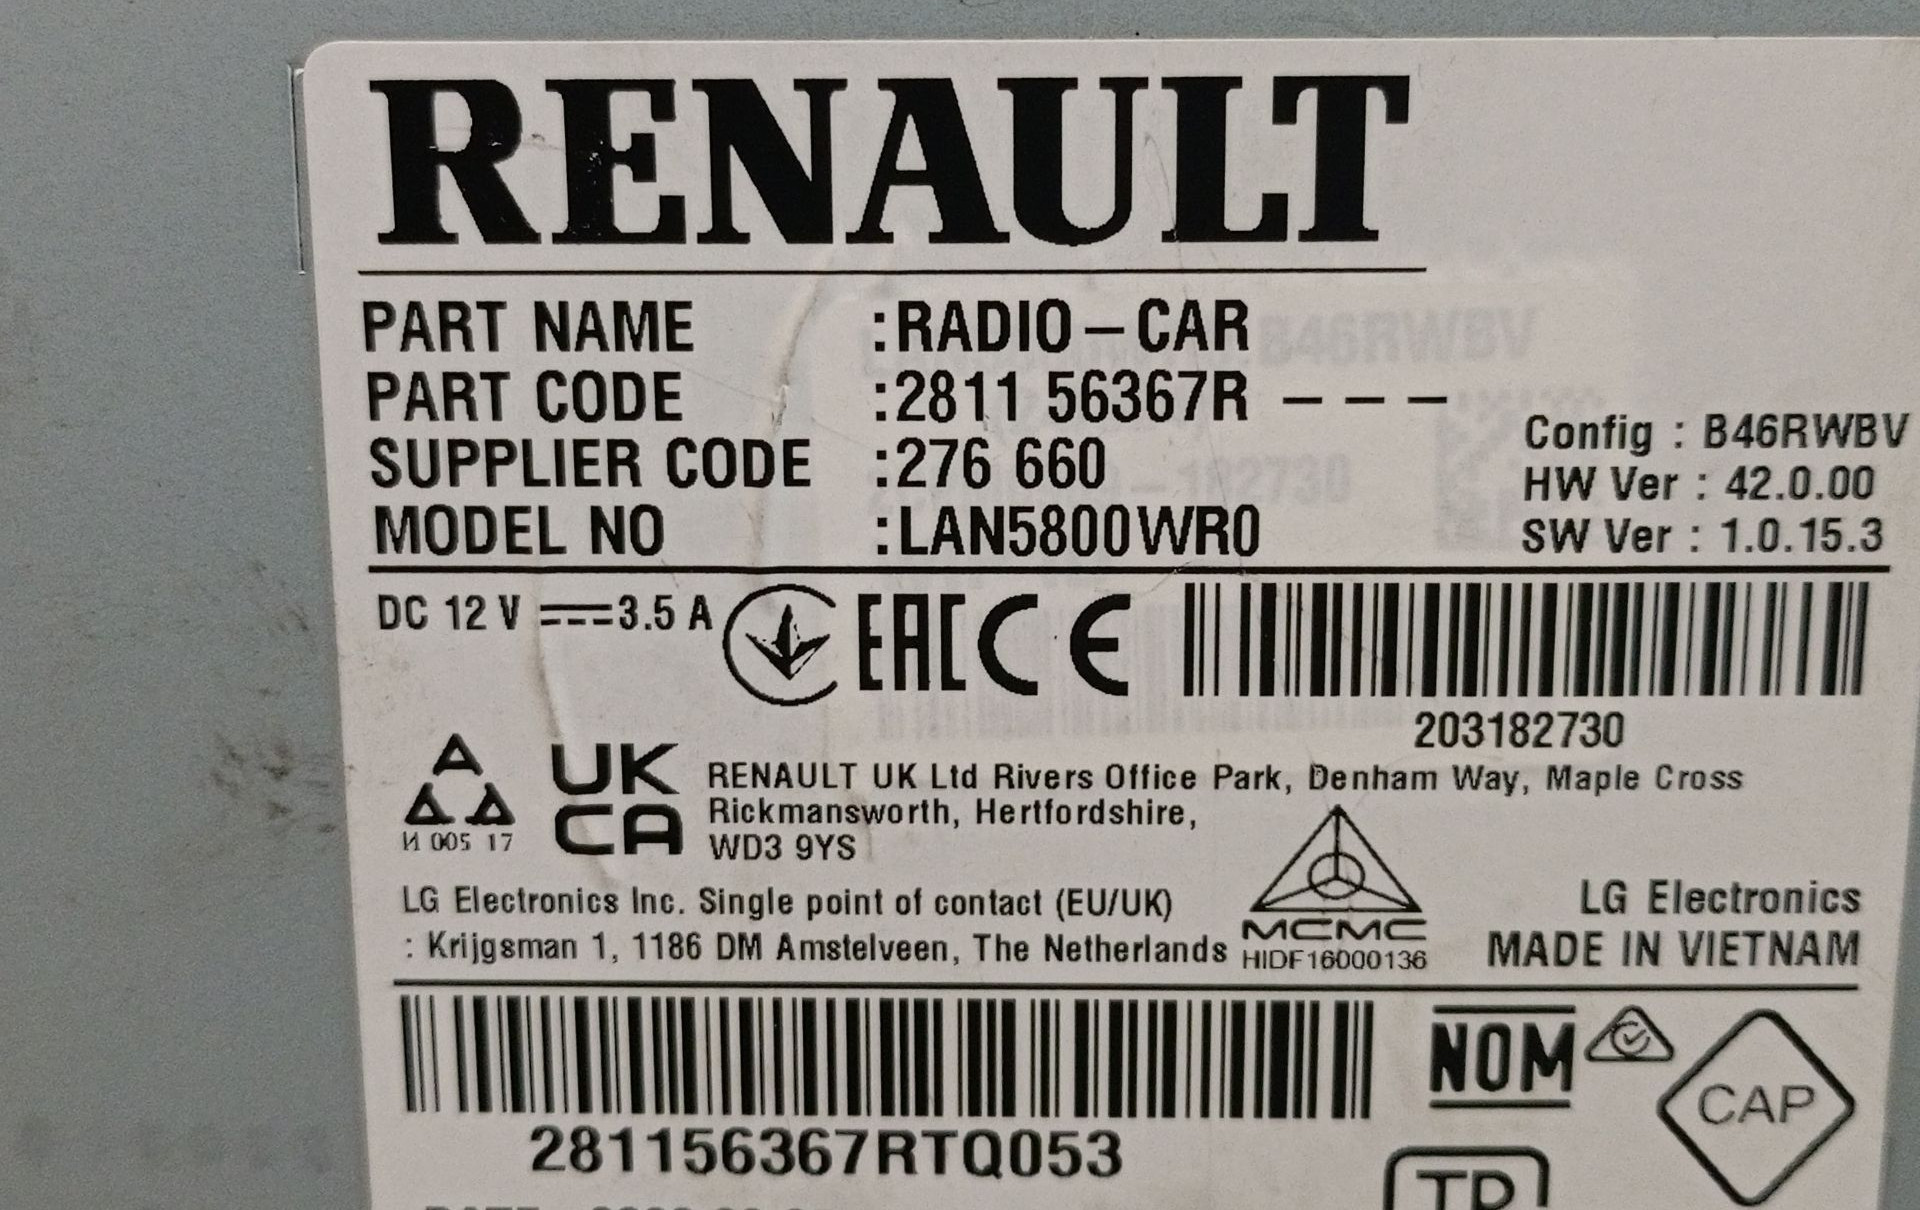 RENAULT
PART NAME :RADIO-CAR
PART CODE :2811 56367R ---
SUPPLIER CODE :276 660
MODEL NO :LAN5800WR0
Config : B46RWBV
HW Ver : 42.0.00
SW Ver : 1.0.15.3
DC 12 V 3.5 A
EAC CE
203182730
И 005 17
UK
CA
RENAULT UK Ltd Rivers Office Park, Denham Way, Maple Cross
Rickmansworth, Hertfordshire,
WD3 9YS
LG Electronics Inc. Single point of contact (EU/UK)
: Krijgsman 1, 1186 DM Amstelveen, The Netherlands
MCMC
HIDF16000136
LG Electronics
MADE IN VIETNAM
281156367RTQ053
NOM
CAP